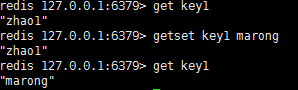 redis 127.0.0.1:6379> get key1
"zhao1"
redis 127.0.0.1:6379> getset key1 marong
"zhao1"
redis 127.0.0.1:6379> get key1
"marong"